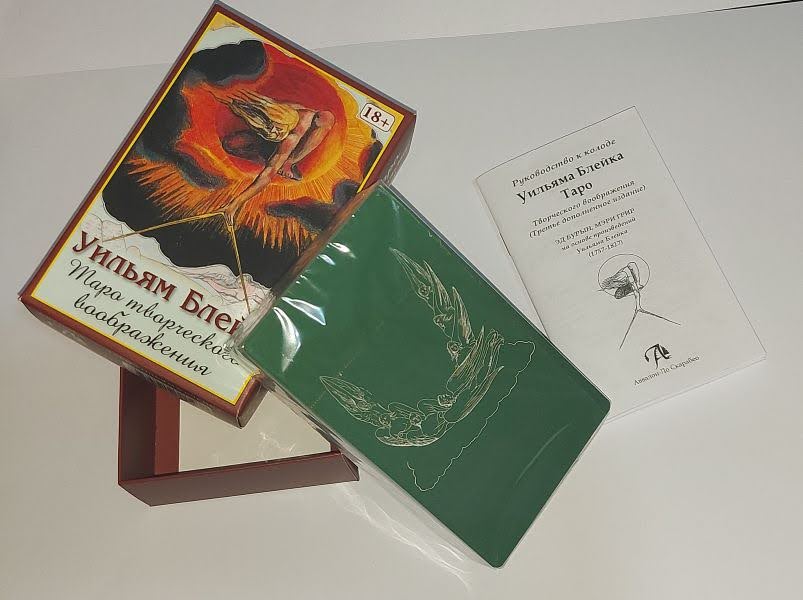 18+
Уильям Блей
Таро творческого
воображения
Руководство к колоде
Уильяма Блейка
Таро
Творческого воображения
(Третье дополненное издание)
ЭД БУРЫН, МЭРИ ГРИР
на основе произведений
Уильяма Блейка
(1757-1827)
Аввалон-Ло Скарабео